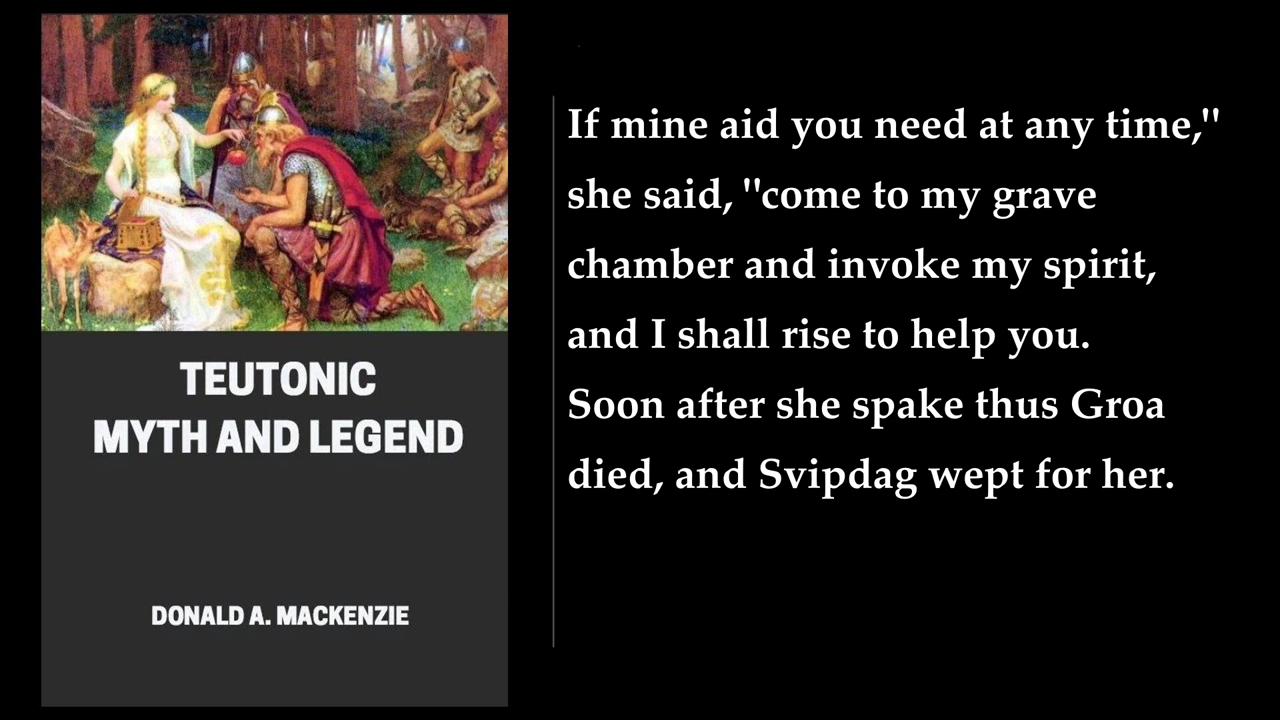 TEUTONIC
MYTH AND LEGEND
DONALD A. MACKENZIE
If mine aid you need at any time,"
she said, "come to my grave
chamber and invoke my spirit,
and I shall rise to help you.
Soon after she spake thus Groa
died, and Svipdag wept for her.